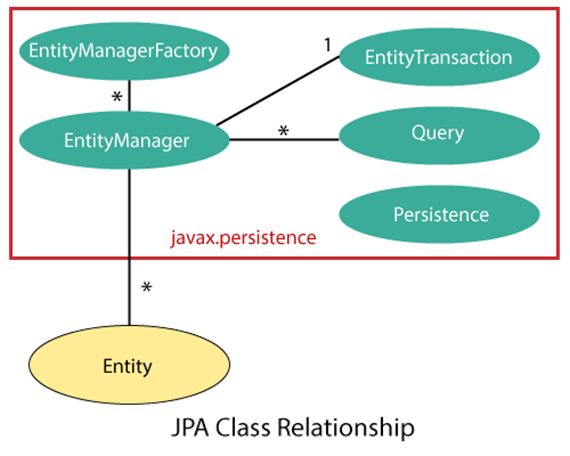 EntityManagerFactory
1
EntityTransaction
*
EntityManager
*
Query
Persistence
javax.persistence
*
Entity
JPA Class Relationship